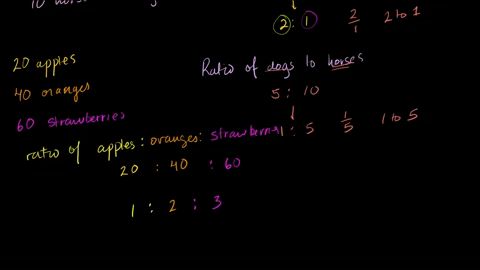 10
2 : 1 2/1 2 to 1
20 apples
40 oranges
60 strawberries
Ratio of dogs to horses
5 : 10
1 : 5 1/5 1 to 5
ratio of apples : oranges : strawberries
20 : 40 : 60
1 : 2 : 3